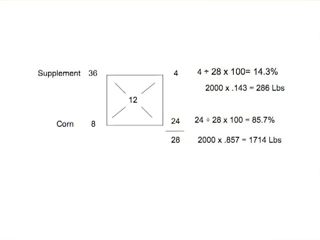 Supplement 36 4 4 ÷ 28 x 100= 14.3%
2000 x .143 = 286 Lbs
12
Corn 8 24 24 ÷ 28 x 100 = 85.7%
28 2000 x .857 = 1714 Lbs